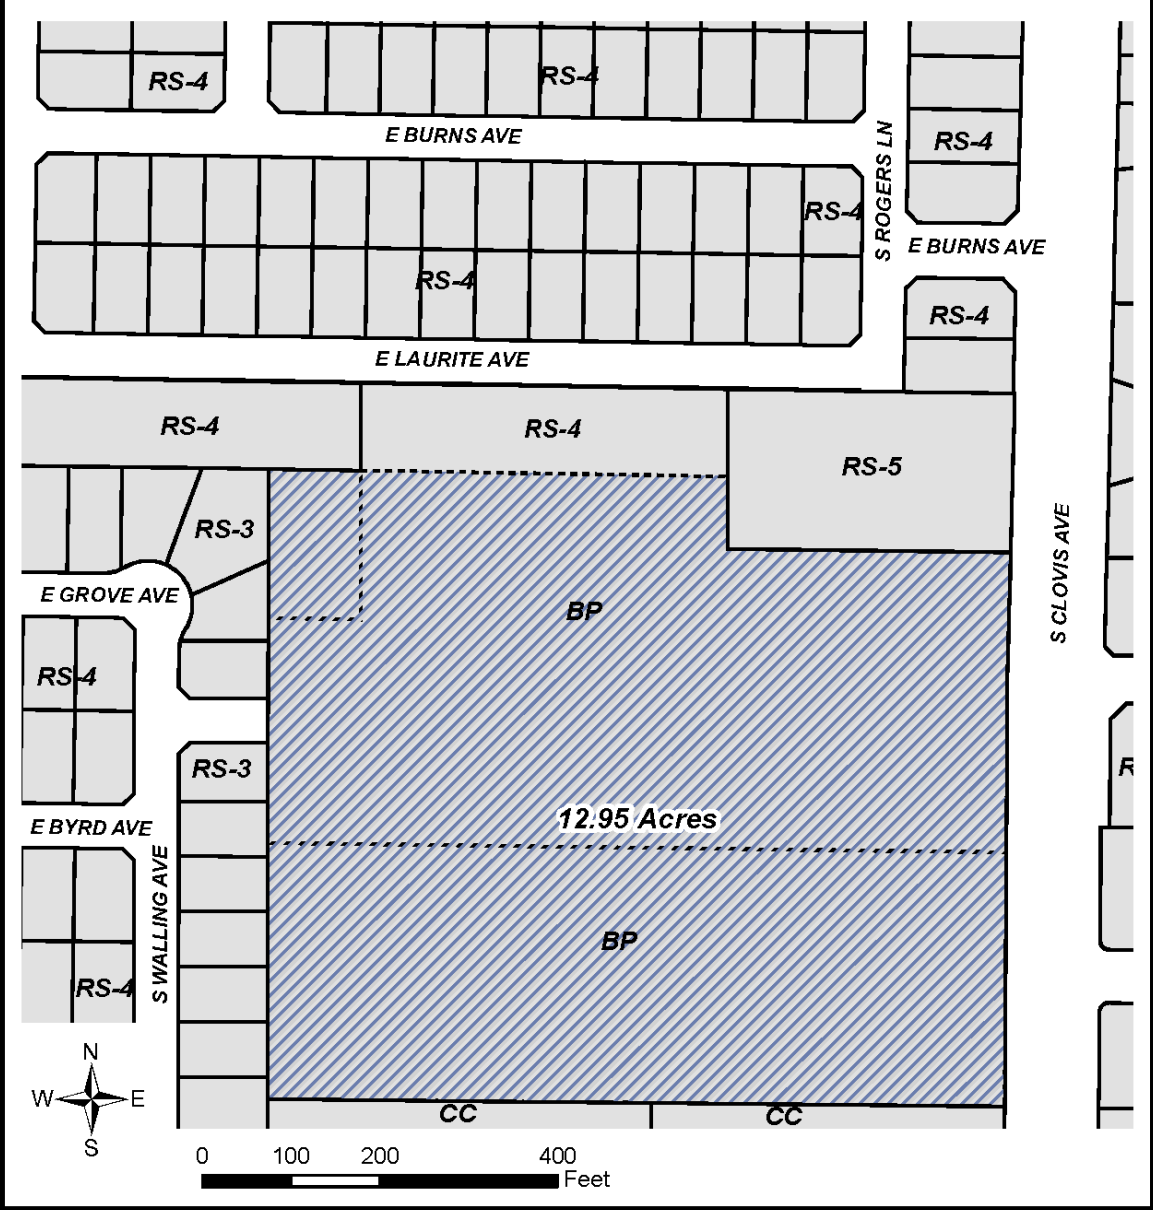 RS-4
RS-4
E BURNS AVE
S ROGERS LN
RS-4
RS-4
E BURNS AVE
RS-4
RS-4
E LAURITE AVE
RS-4
RS-4
RS-5
RS-3
S CLOVIS AVE
E GROVE AVE
BP
RS-4
RS-3
R
12.95 Acres
E BYRD AVE
S WALLING AVE
BP
RS-4
N
W E
S
CC
CC
0 100 200 400
Feet